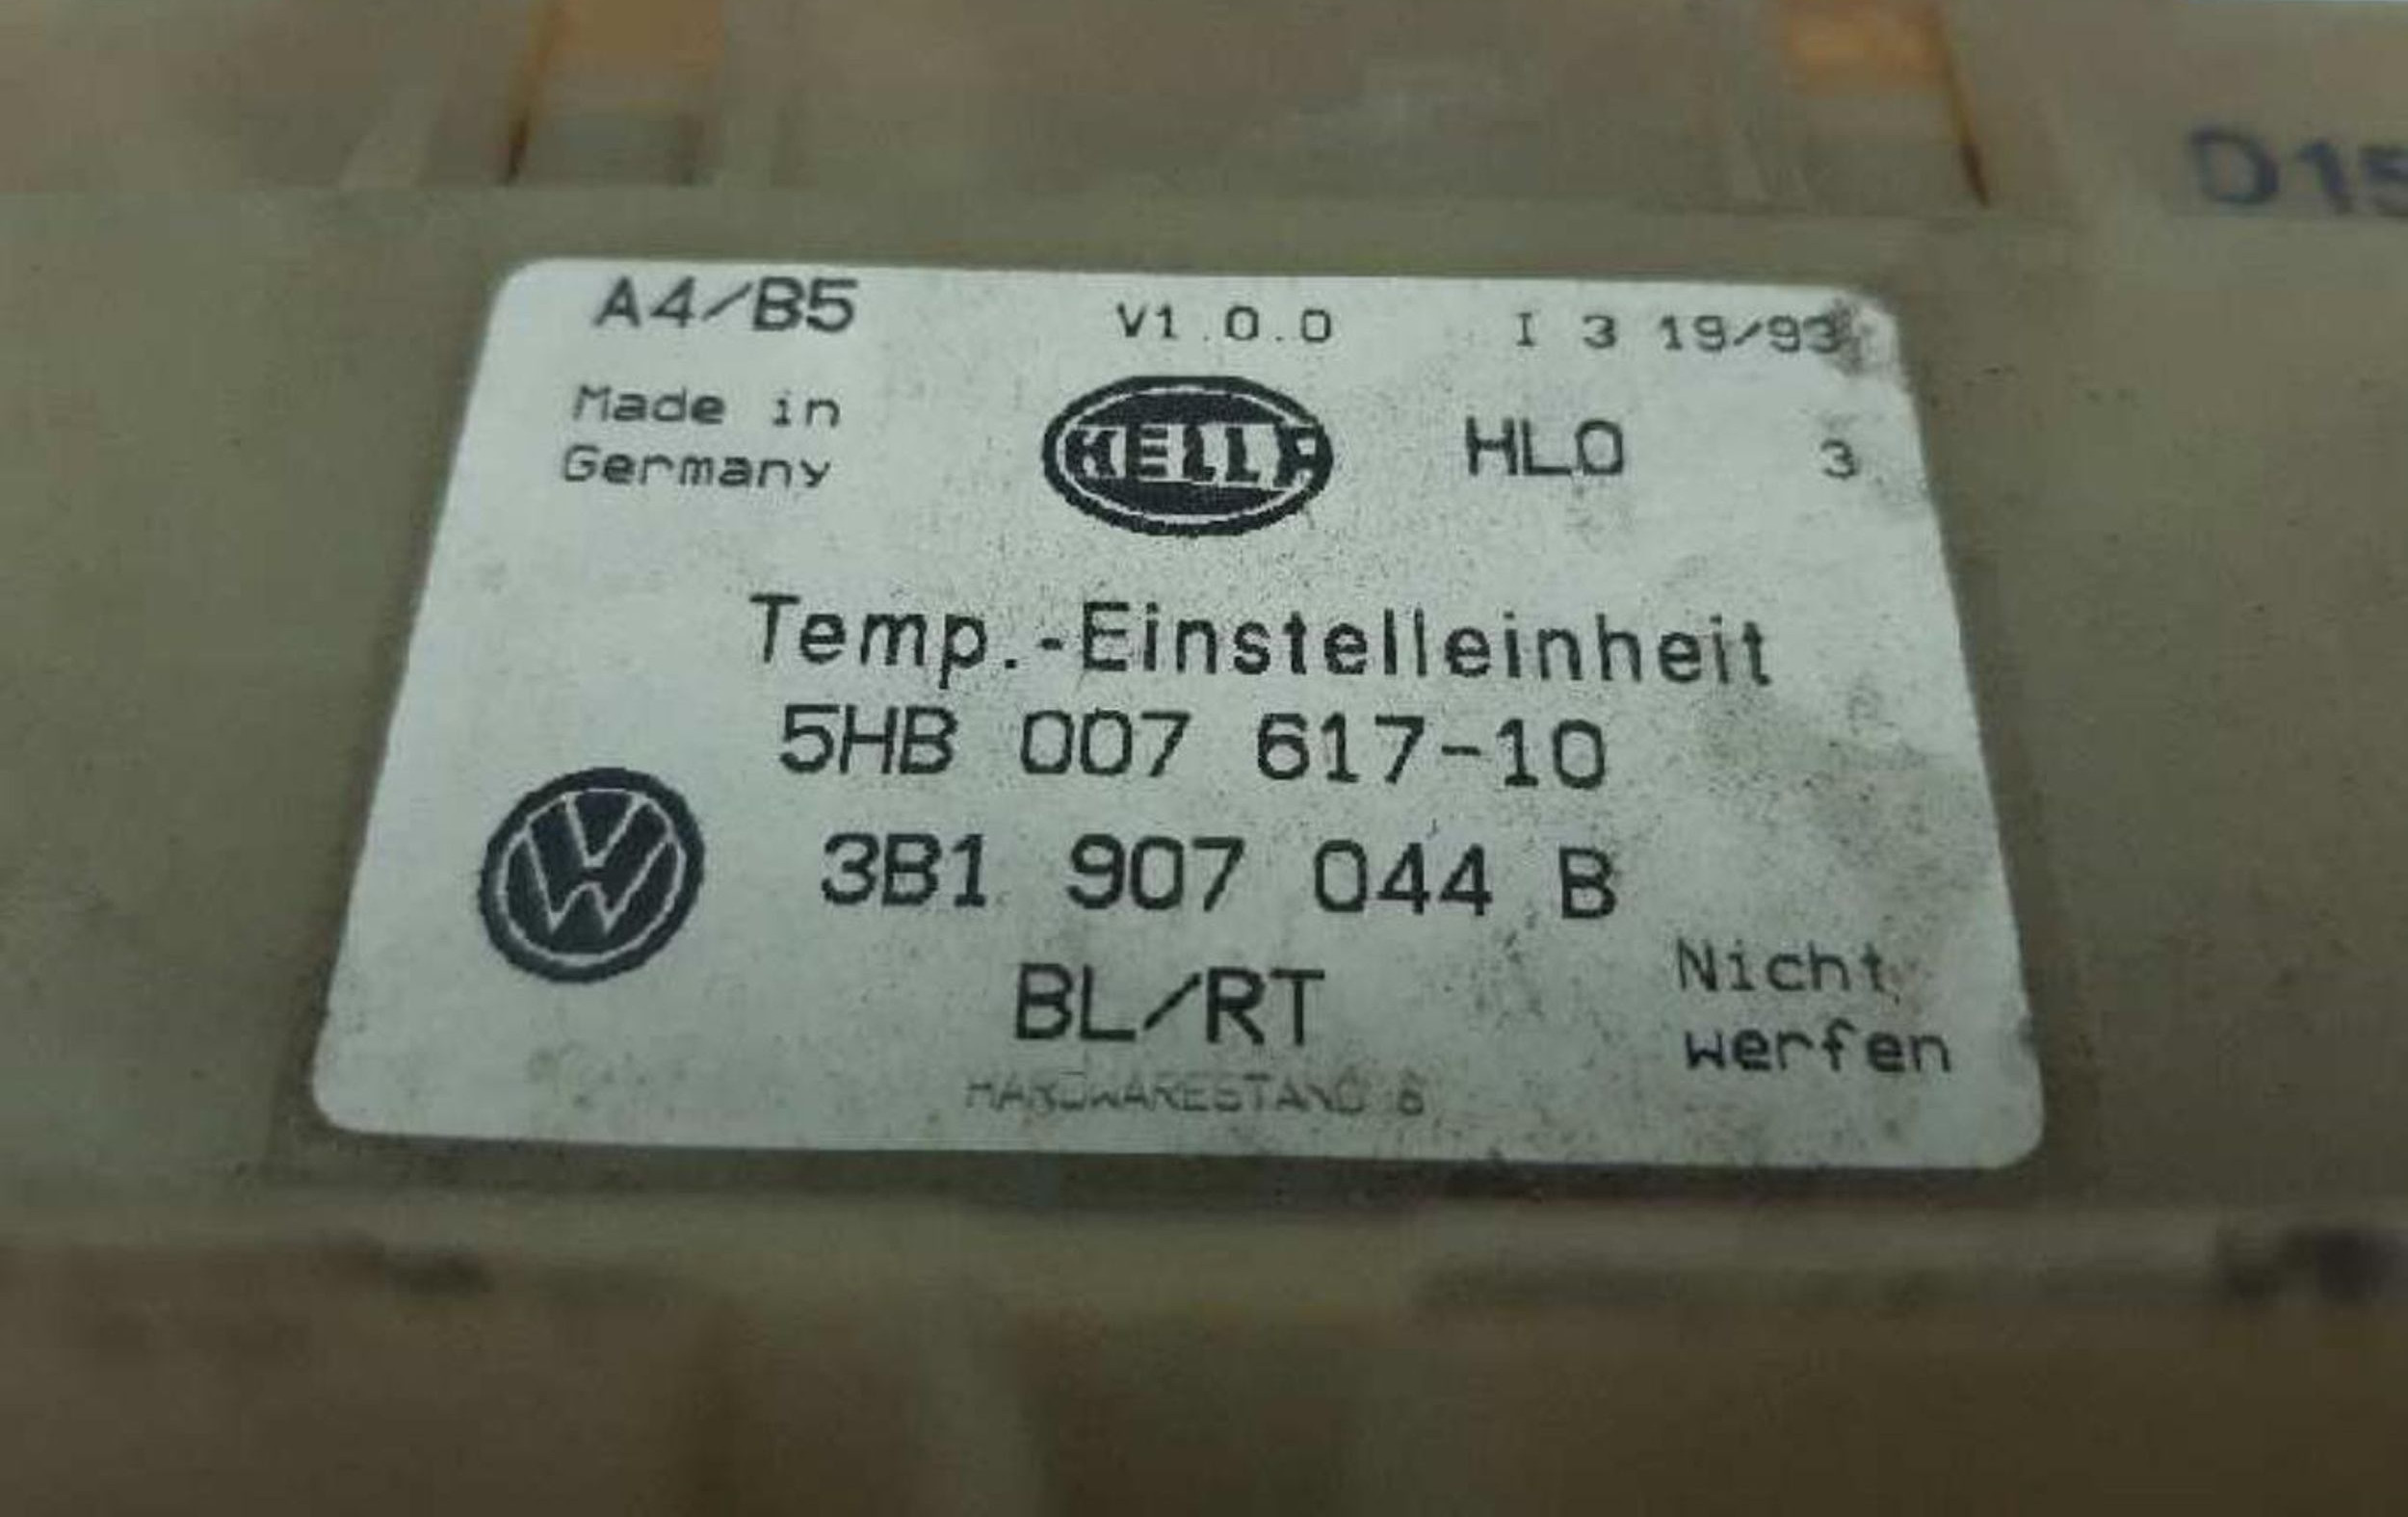 D15
A4/B5 V1.0.0 I 3 19/93
Made in HLO 3
Germany
HELLA
Temp.-Einstelleinheit
5HB 007 617-10
3B1 907 044 B
BL/RT
Nicht
werfen
HARDWARESTAND 6